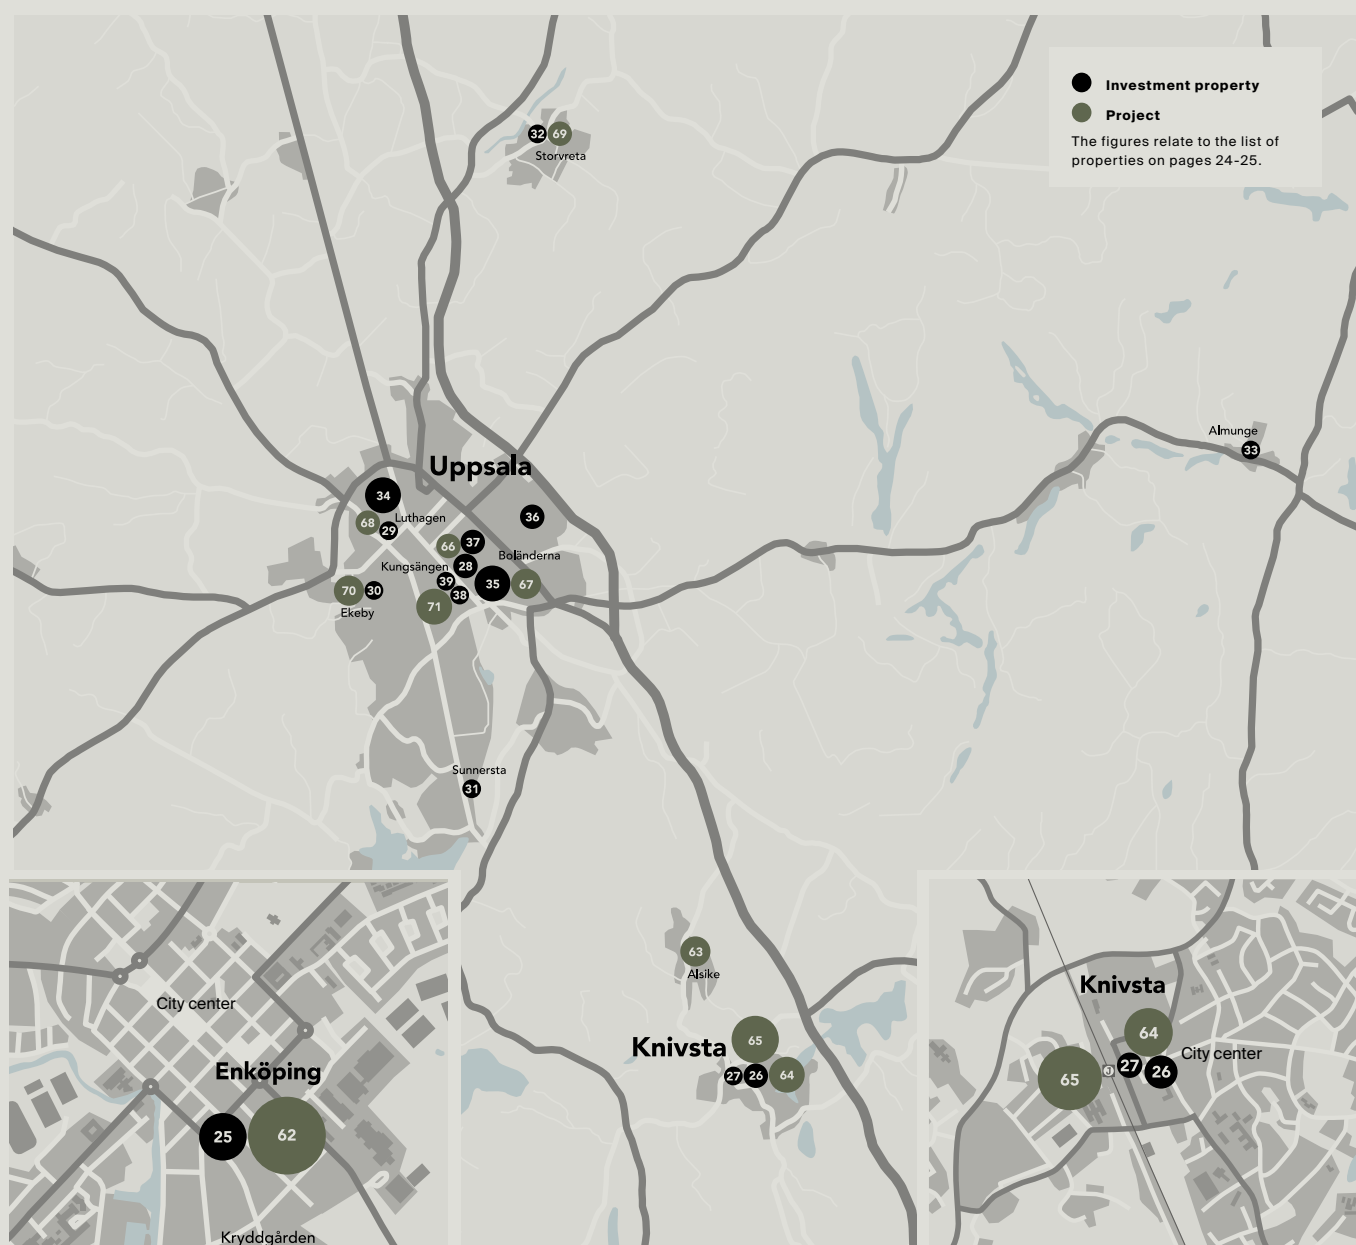 Investment property
Project
The figures relate to the list of
properties on pages 24-25.
32
69
Storvreta
Almunge
33
Uppsala
34
68
29
Luthagen
36
66
37
Boländerna
Kungsängen
28
39
35
67
38
71
70
30
Ekeby
Sunnersta
31
63
Alsike
Knivsta
65
27
26
64
City center
Enköping
25
62
Kryddgården
Knivsta
64
City center
65
27
26